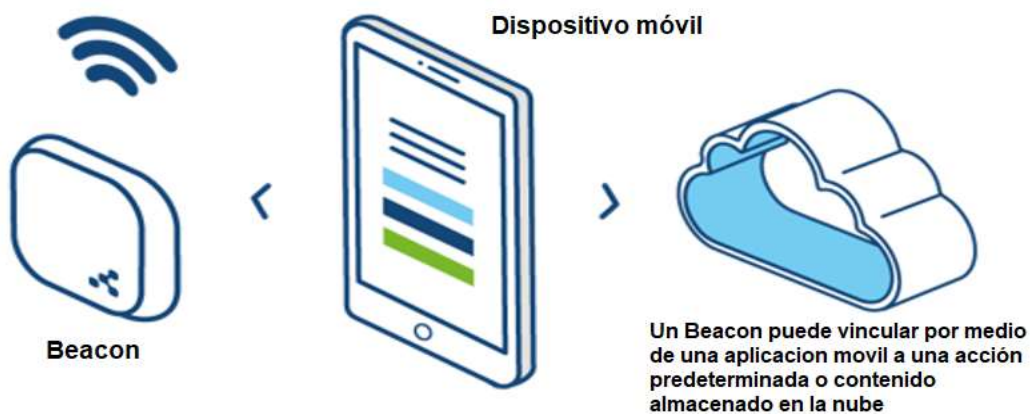 Dispositivo móvil
Beacon
Un Beacon puede vincular por medio
de una aplicacion movil a una acción
predeterminada o contenido
almacenado en la nube